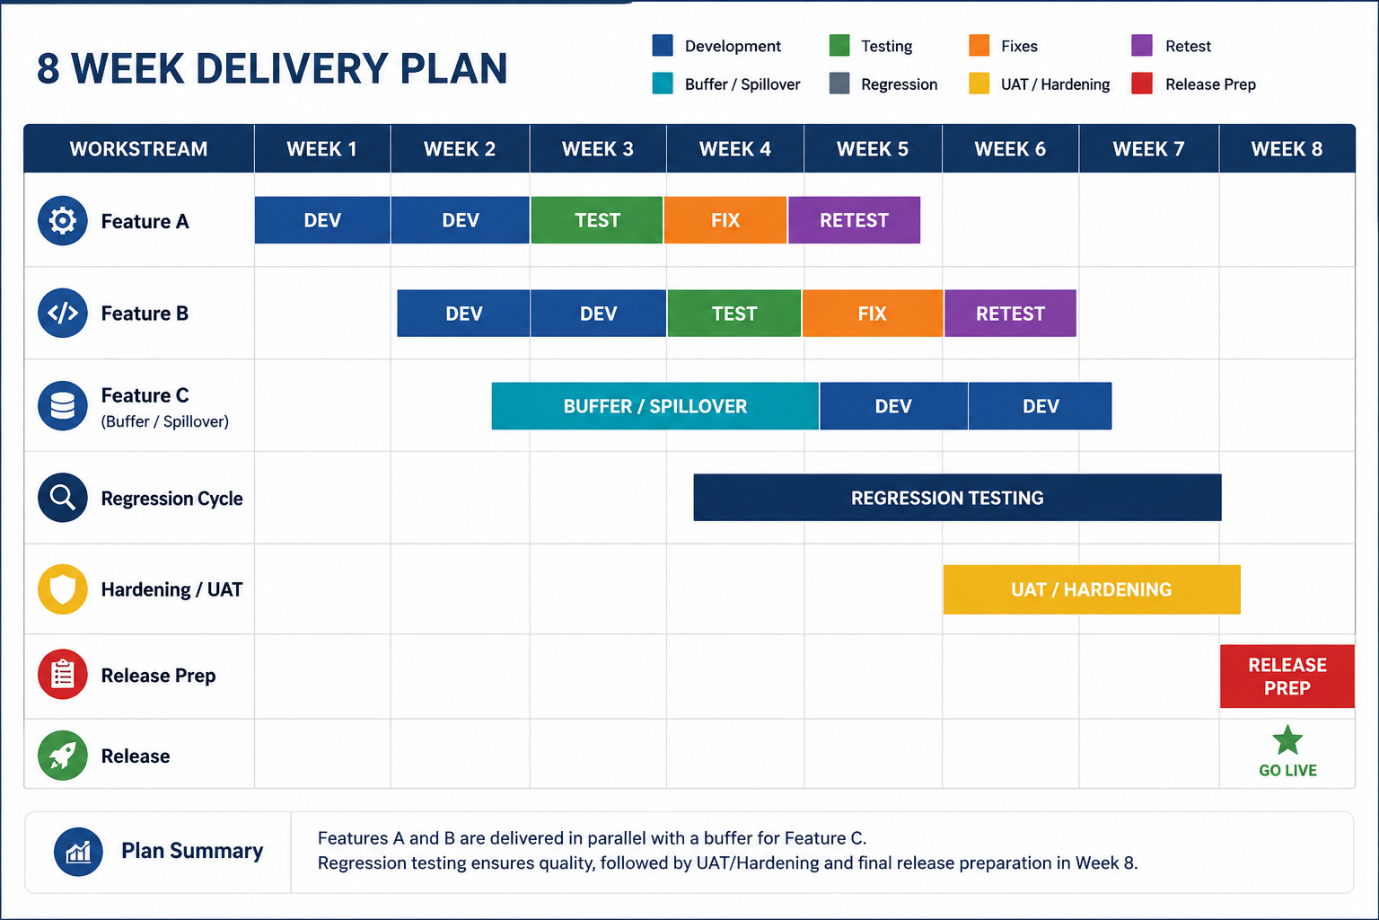 8 WEEK DELIVERY PLAN
Development
Testing
Fixes
Retest
Buffer / Spillover
Regression
UAT / Hardening
Release Prep
WORKSTREAM
WEEK 1
WEEK 2
WEEK 3
WEEK 4
WEEK 5
WEEK 6
WEEK 7
WEEK 8
Feature A
DEV
DEV
TEST
FIX
RETEST
Feature B
DEV
DEV
TEST
FIX
RETEST
Feature C
(Buffer / Spillover)
BUFFER / SPILLOVER
DEV
DEV
Regression Cycle
REGRESSION TESTING
Hardening / UAT
UAT / HARDENING
Release Prep
RELEASE
PREP
Release
GO LIVE
Plan Summary
Features A and B are delivered in parallel with a buffer for Feature C.
Regression testing ensures quality, followed by UAT/Hardening and final release preparation in Week 8.